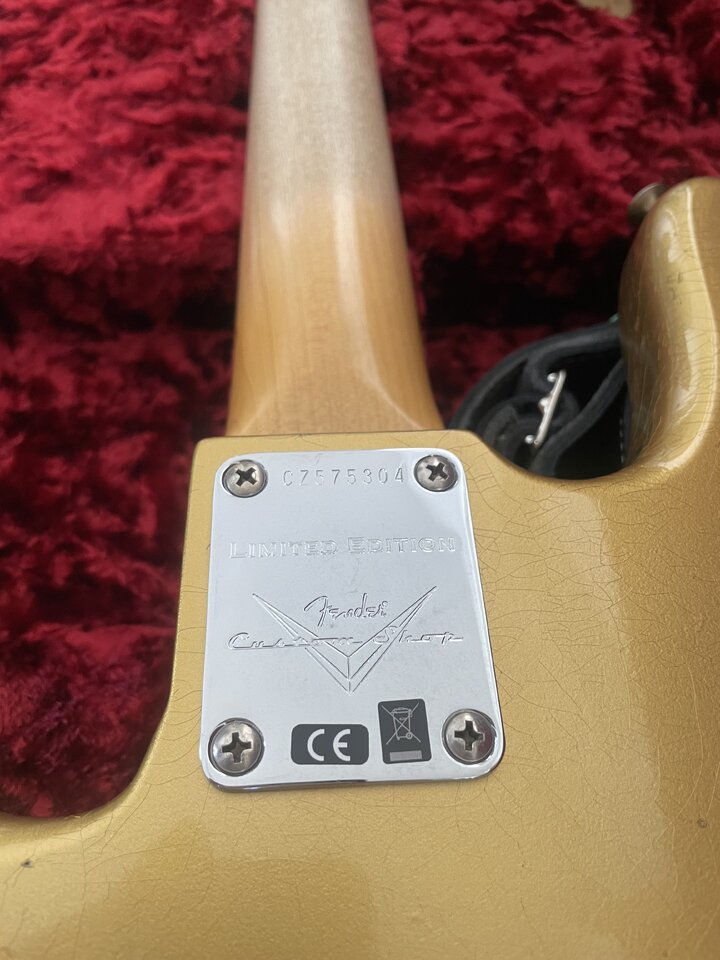 CZ575304
LIMITED EDITION
Fender
Custom Shop
CE